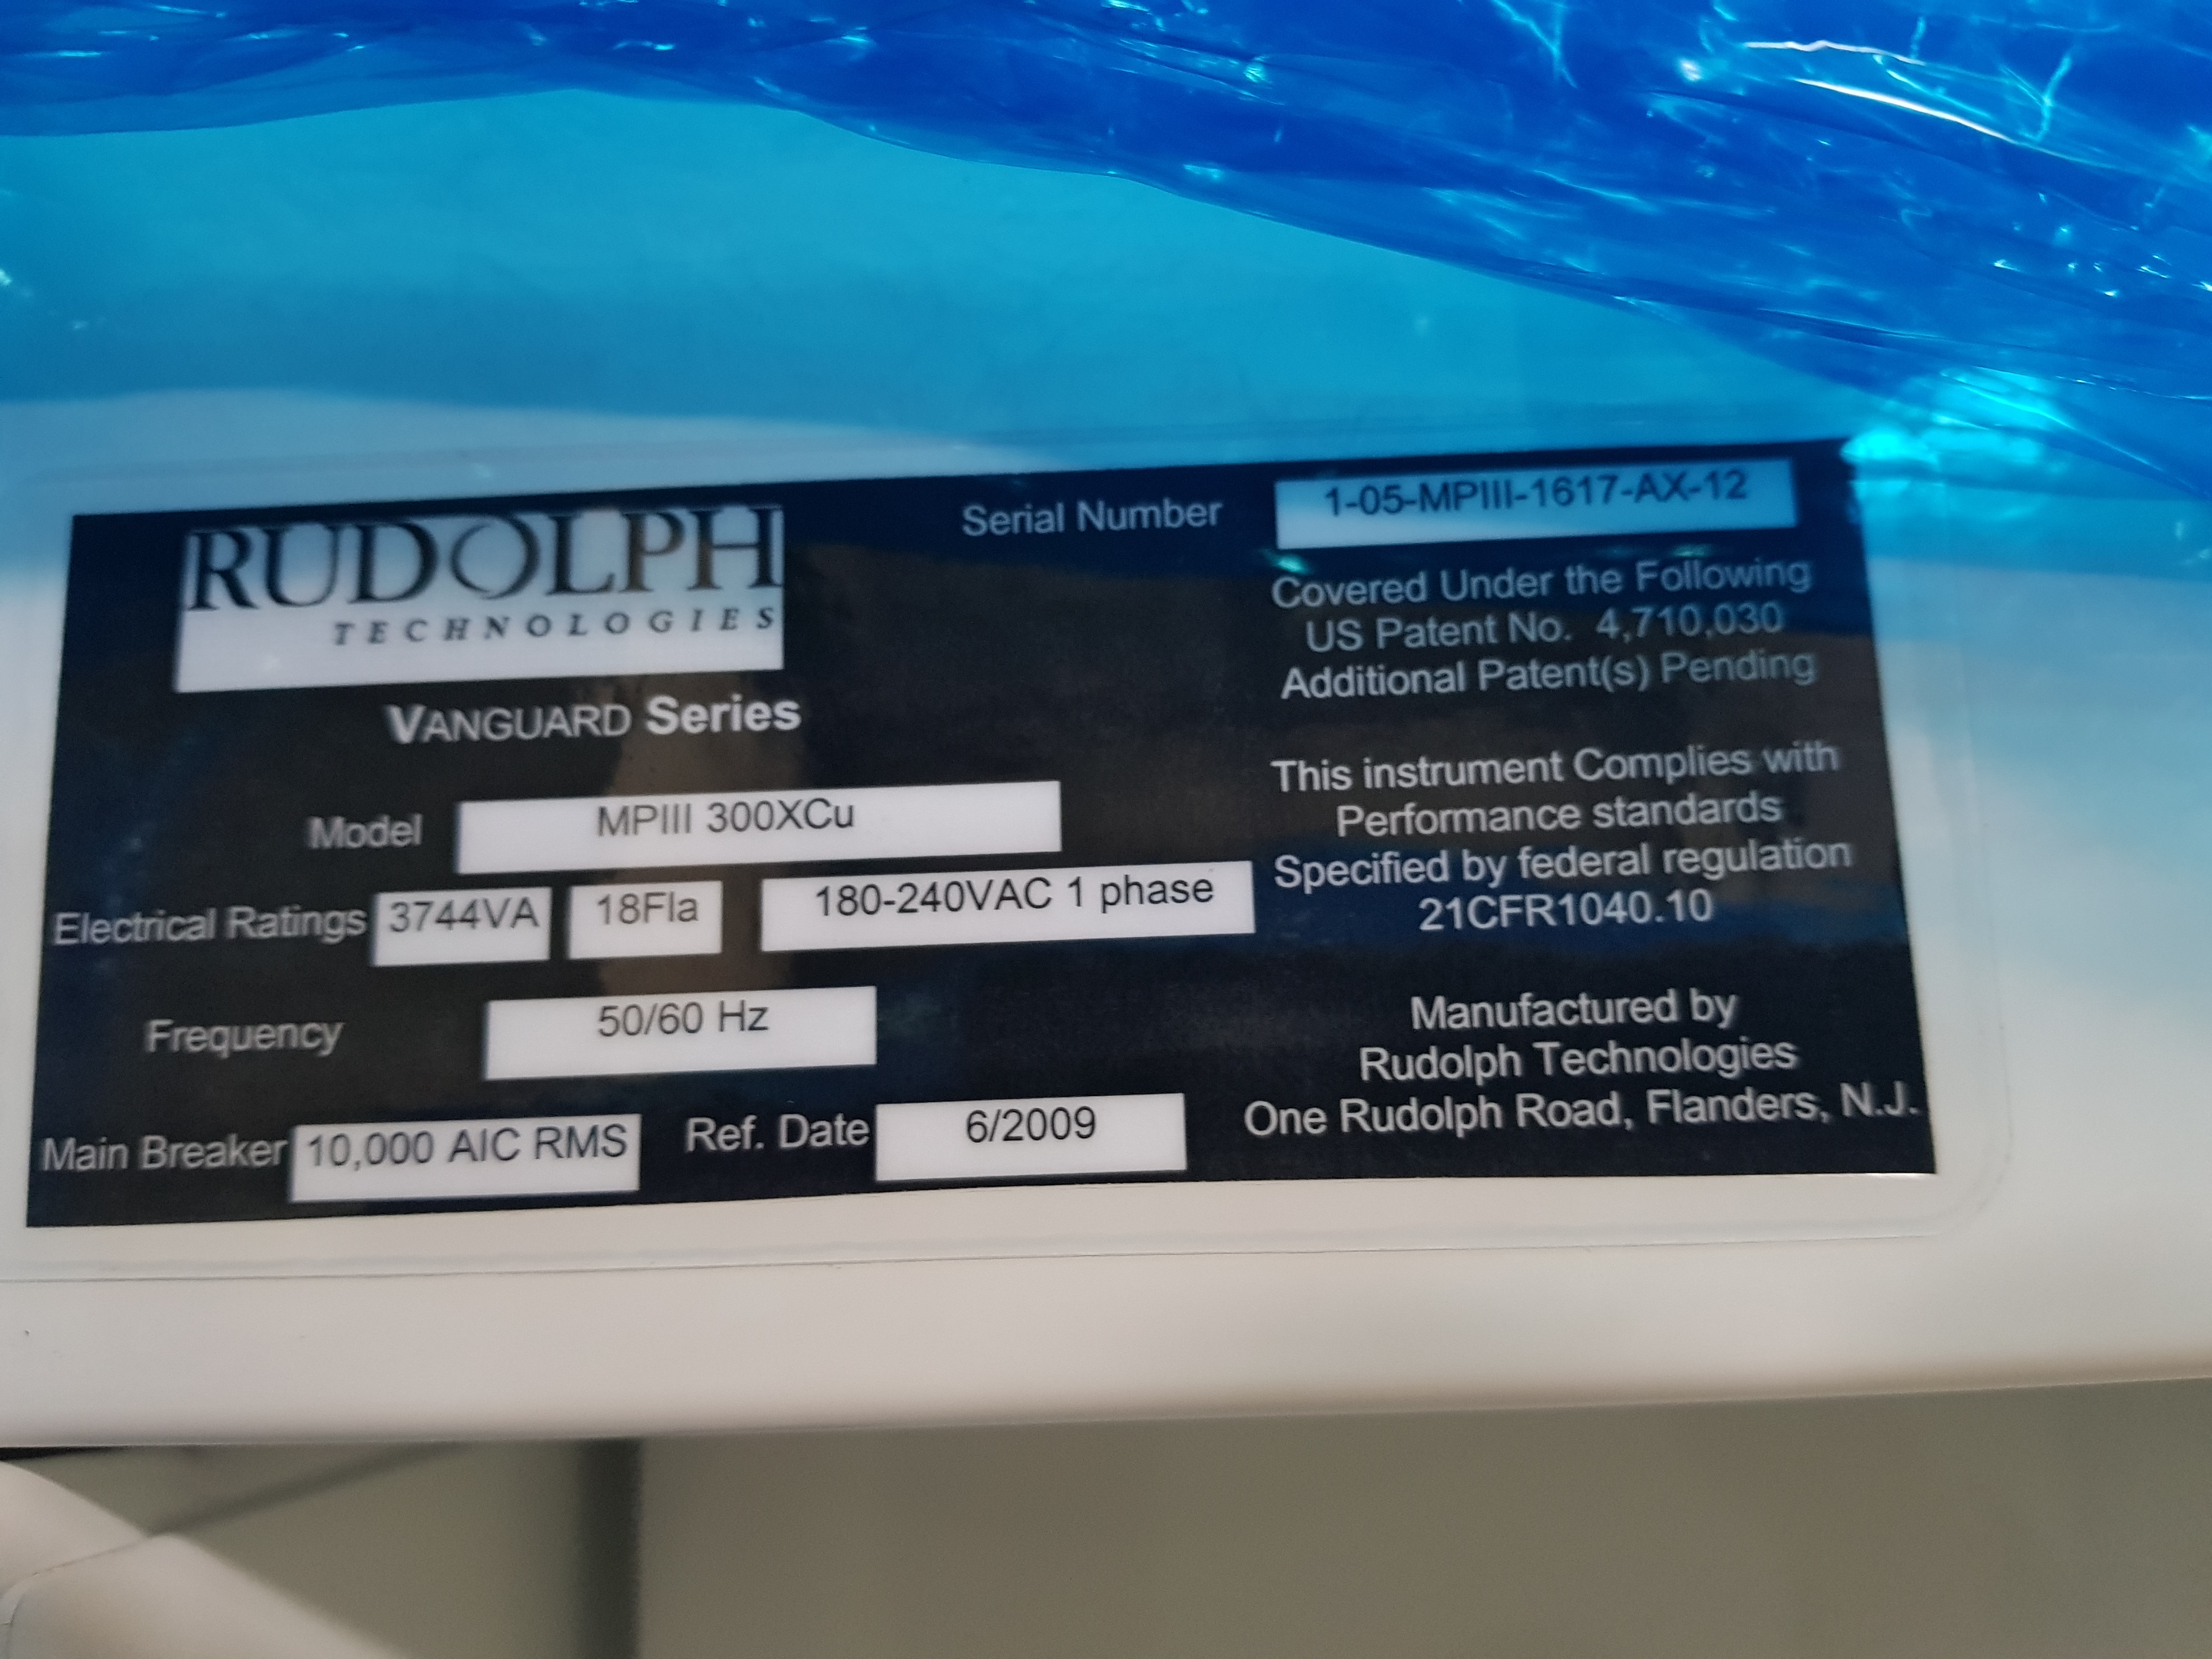 RUDOLPH
TECHNOLOGIES
VANGUARD Series
Model MPIII 300XCu
Electrical Ratings 3744VA 18Fla 180-240VAC 1 phase
Frequency 50/60 Hz
Main Breaker 10,000 AIC RMS Ref. Date 6/2009
Serial Number 1-05-MPIII-1617-AX-12
Covered Under the Following
US Patent No. 4,710,030
Additional Patent(s) Pending
This instrument Complies with
Performance standards
Specified by federal regulation
21CFR1040.10
Manufactured by
Rudolph Technologies
One Rudolph Road, Flanders, N.J.